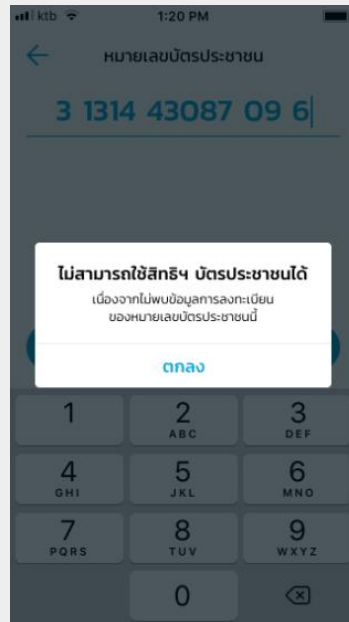 ktb 1:20 PM
หมายเลขบัตรประชาชน
3 1314 43087 09 6
ไม่สามารถใช้สิทธิฯ บัตรประชาชนได้
เนื่องจากไม่พบข้อมูลการลงทะเบียน
ของหมายเลขบัตรประชาชนนี้
ตกลง
1 2 3
ABC DEF
4 5 6
GHI JKL MNO
7 8 9
PQRS TUV WXYZ
0